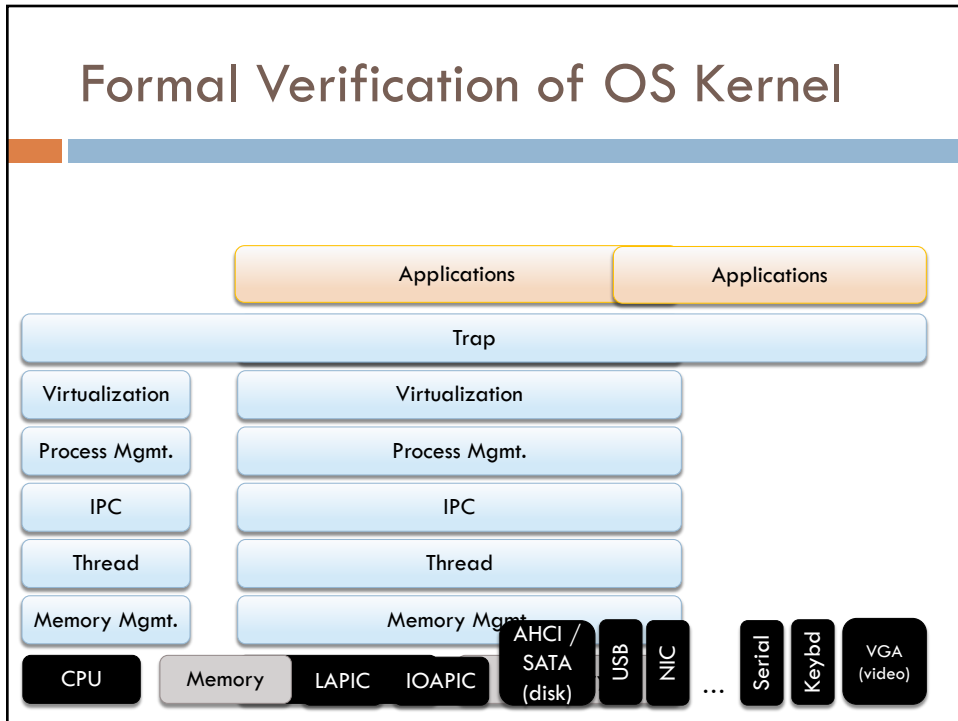 Formal Verification of OS Kernel
Applications
Applications
Trap
Virtualization
Virtualization
Process Mgmt.
Process Mgmt.
IPC
IPC
Thread
Thread
Memory Mgmt.
Memory Mgmt.
CPU
Memory
LAPIC
IOAPIC
AHCI /
SATA
(disk)
USB
NIC
...
Serial
Keybd
VGA
(video)